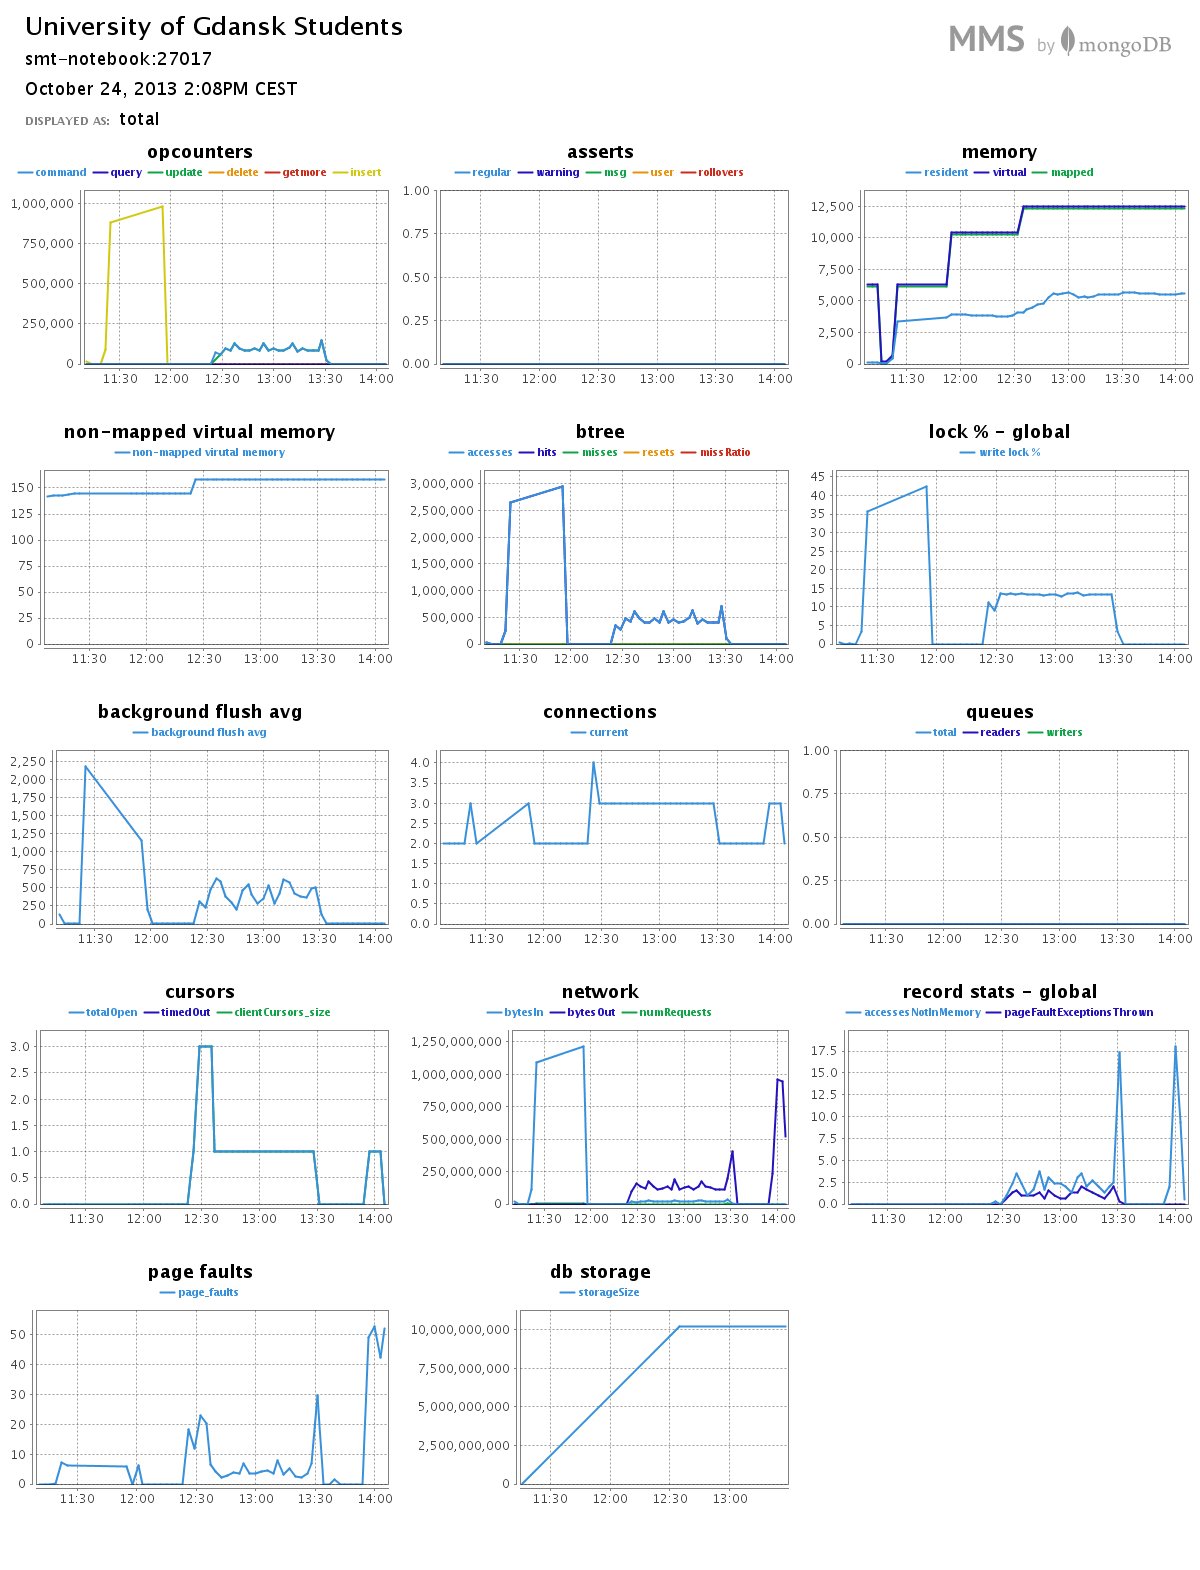 University of Gdansk Students
MMS by mongoDB
smt-notebook:27017
October 24, 2013 2:08PM CEST
DISPLAYED AS: total
opcounters
command query update delete getmore insert
1,000,000
750,000
500,000
250,000
0
11:30 12:00 12:30 13:00 13:30 14:00
asserts
regular warning msg user rollovers
1.00
0.75
0.50
0.25
0.00
11:30 12:00 12:30 13:00 13:30 14:00
memory
resident virtual mapped
12,500
10,000
7,500
5,000
2,500
0
11:30 12:00 12:30 13:00 13:30 14:00
non-mapped virtual memory
non-mapped virutal memory
150
125
100
75
50
25
0
11:30 12:00 12:30 13:00 13:30 14:00
btree
accesses hits misses resets missRatio
3,000,000
2,500,000
2,000,000
1,500,000
1,000,000
500,000
0
11:30 12:00 12:30 13:00 13:30 14:00
lock % - global
write lock %
45
40
35
30
25
20
15
10
5
0
11:30 12:00 12:30 13:00 13:30 14:00
background flush avg
background flush avg
2,250
2,000
1,750
1,500
1,250
1,000
750
500
250
0
11:30 12:00 12:30 13:00 13:30 14:00
connections
current
4.0
3.5
3.0
2.5
2.0
1.5
1.0
0.5
0.0
11:30 12:00 12:30 13:00 13:30 14:00
queues
total readers writers
1.00
0.75
0.50
0.25
0.00
11:30 12:00 12:30 13:00 13:30 14:00
cursors
totalOpen timedOut clientCursors_size
3.0
2.5
2.0
1.5
1.0
0.5
0.0
11:30 12:00 12:30 13:00 13:30 14:00
network
bytesIn bytesOut numRequests
1,250,000,000
1,000,000,000
750,000,000
500,000,000
250,000,000
0
11:30 12:00 12:30 13:00 13:30 14:00
record stats - global
accessesNotInMemory pageFaultExceptionsThrown
17.5
15.0
12.5
10.0
7.5
5.0
2.5
0.0
11:30 12:00 12:30 13:00 13:30 14:00
page faults
page_faults
50
40
30
20
10
0
11:30 12:00 12:30 13:00 13:30 14:00
db storage
storageSize
10,000,000,000
7,500,000,000
5,000,000,000
2,500,000,000
0
11:30 12:00 12:30 13:00